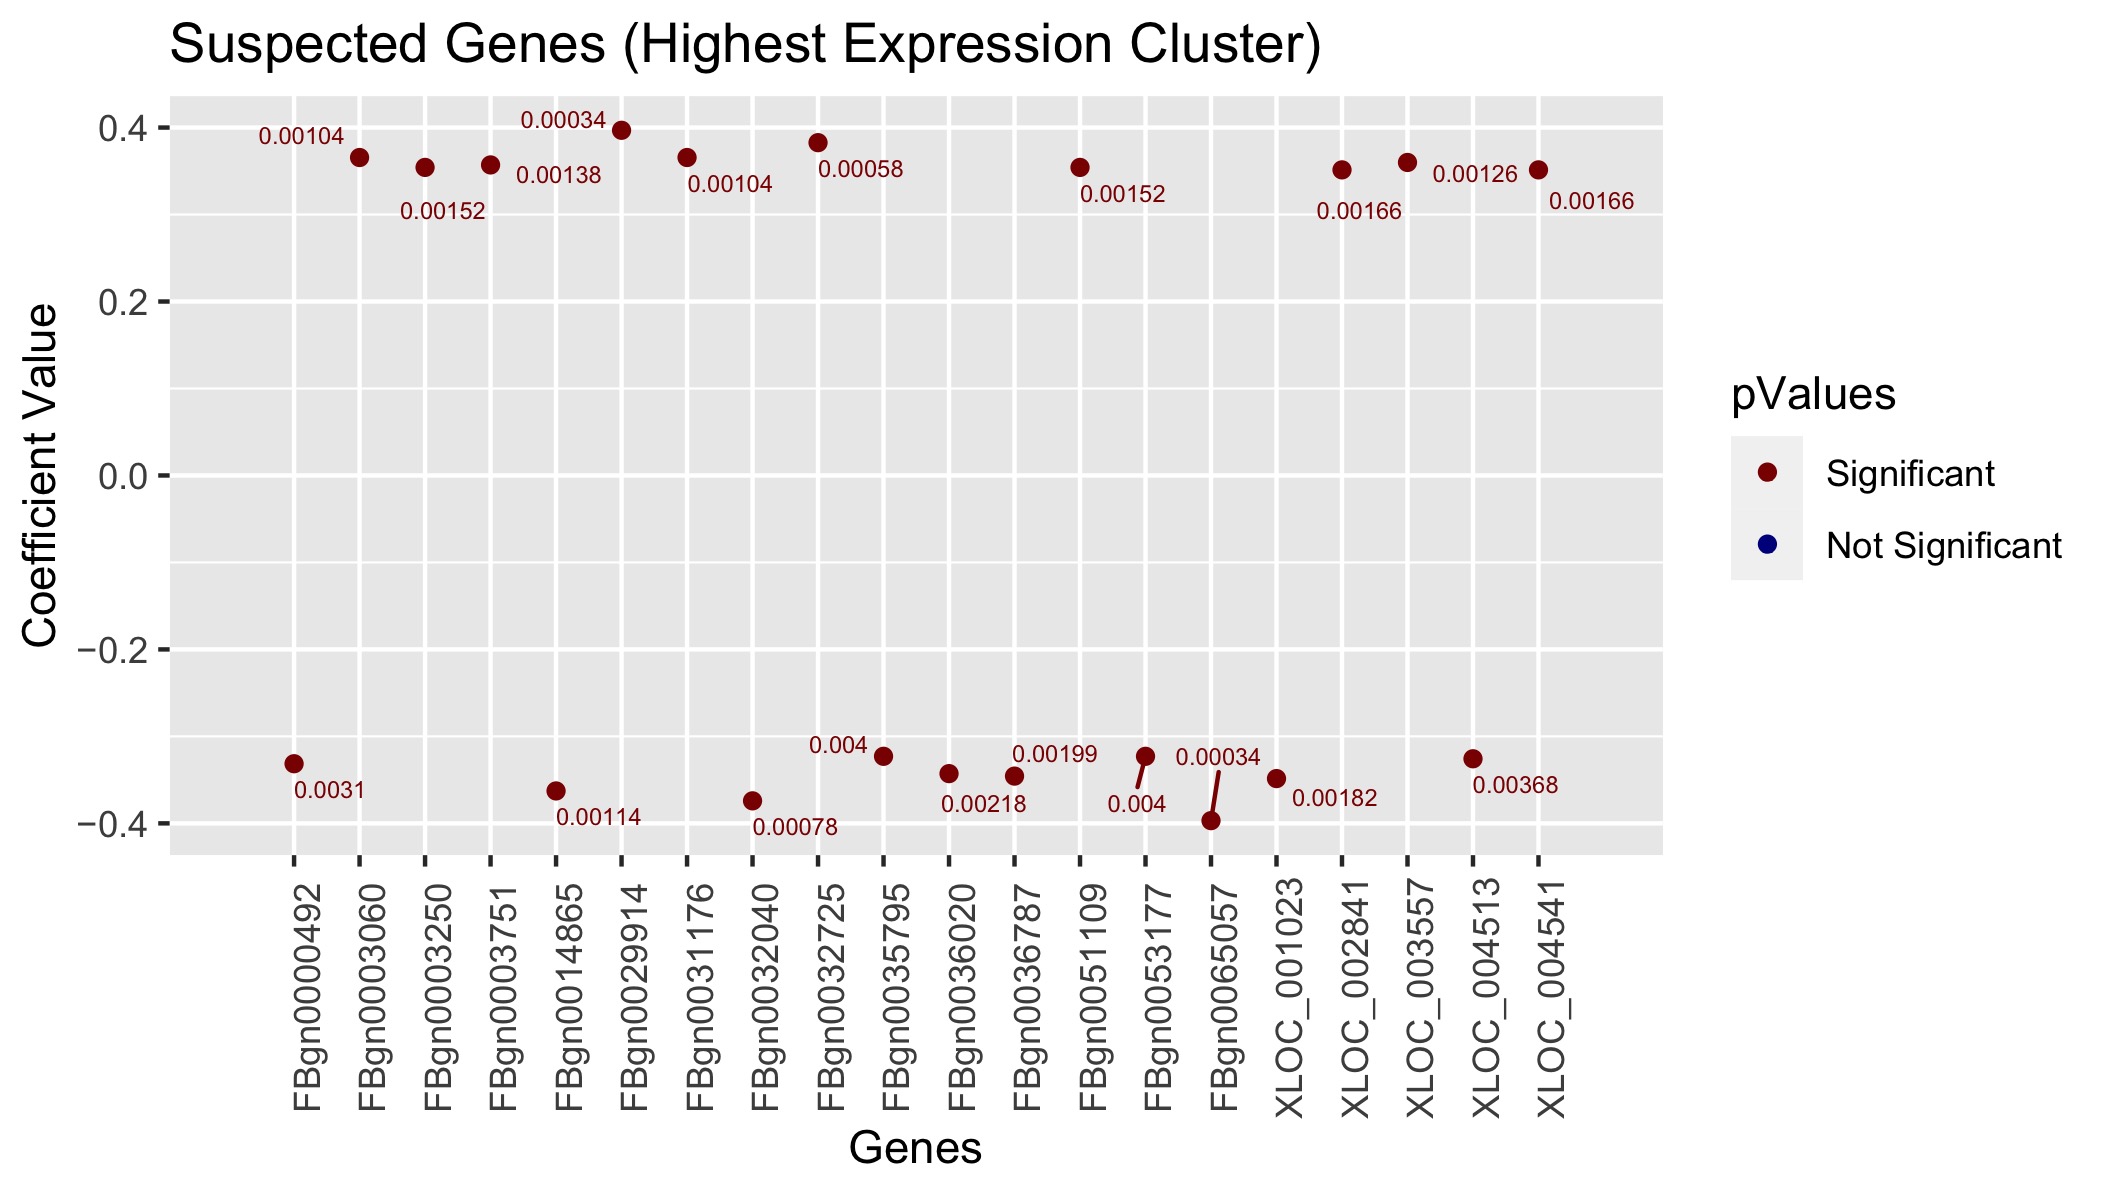 Suspected Genes (Highest Expression Cluster)
Coefficient Value
0.4
0.2
0.0
−0.2
−0.4
0.00104
0.00152
0.00138
0.00034
0.00104
0.00058
0.00152
0.00166
0.00126
0.00166
0.0031
0.00114
0.00078
0.004
0.00218
0.00199
0.004
0.00034
0.00182
0.00368
FBgn0000492
FBgn0003060
FBgn0003250
FBgn0003751
FBgn0014865
FBgn0029914
FBgn0031176
FBgn0032040
FBgn0032725
FBgn0035795
FBgn0036020
FBgn0036787
FBgn0051109
FBgn0053177
FBgn0065057
XLOC_001023
XLOC_002841
XLOC_003557
XLOC_004513
XLOC_004541
Genes
pValues
Significant
Not Significant